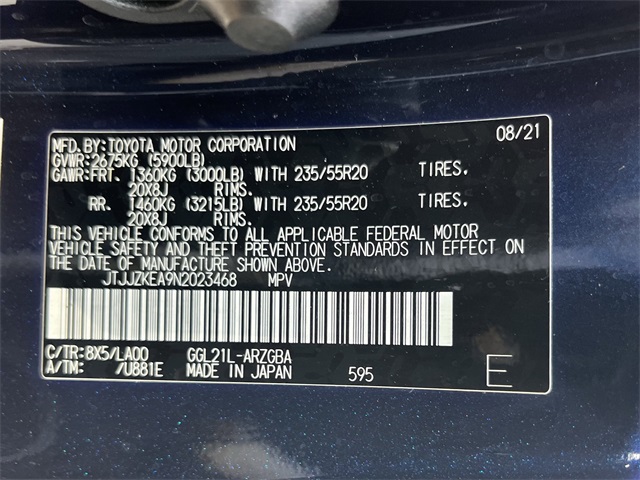 MFD. BY: TOYOTA MOTOR CORPORATION 08/21
GVWR: 2675KG (5900LB)
GAWR: FRT. 1360KG (3000LB) WITH 235/55R20 TIRES,
20X8J RIMS.
RR. 1460KG (3215LB) WITH 235/55R20 TIRES,
20X8J RIMS.
THIS VEHICLE CONFORMS TO ALL APPLICABLE FEDERAL MOTOR
VEHICLE SAFETY AND THEFT PREVENTION STANDARDS IN EFFECT ON
THE DATE OF MANUFACTURE SHOWN ABOVE.
JTJJZKEA9N2023468 MPV
C/TR: 8X5/LA00 GGL21L-ARZGBA
A/TM: /U881E MADE IN JAPAN 595 E